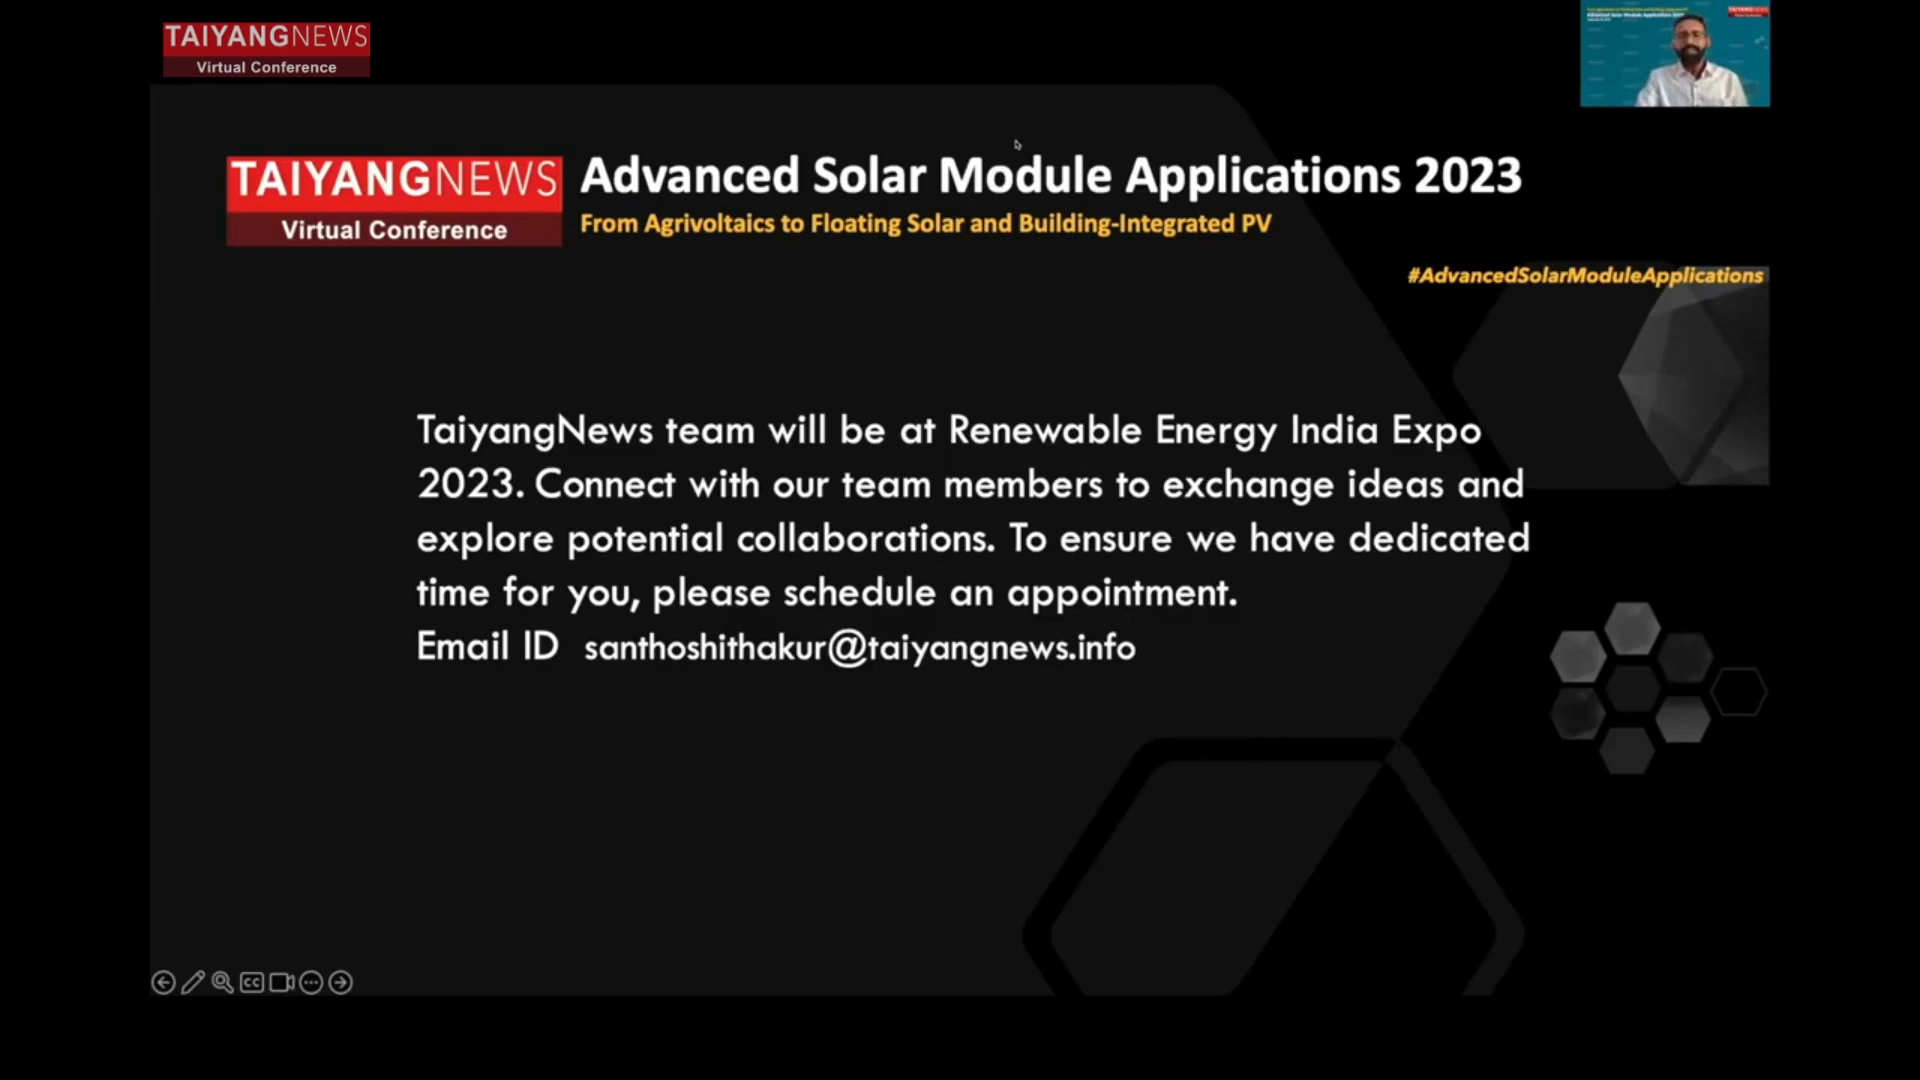 TAIYANGNEWS
Virtual Conference
TAIYANGNEWS
Virtual Conference
Advanced Solar Module Applications 2023
From Agrivoltaics to Floating Solar and Building-Integrated PV
#AdvancedSolarModuleApplications
TaiyangNews team will be at Renewable Energy India Expo
2023. Connect with our team members to exchange ideas and
explore potential collaborations. To ensure we have dedicated
time for you, please schedule an appointment.
Email ID santhoshithakur@taiyangnews.info
CC